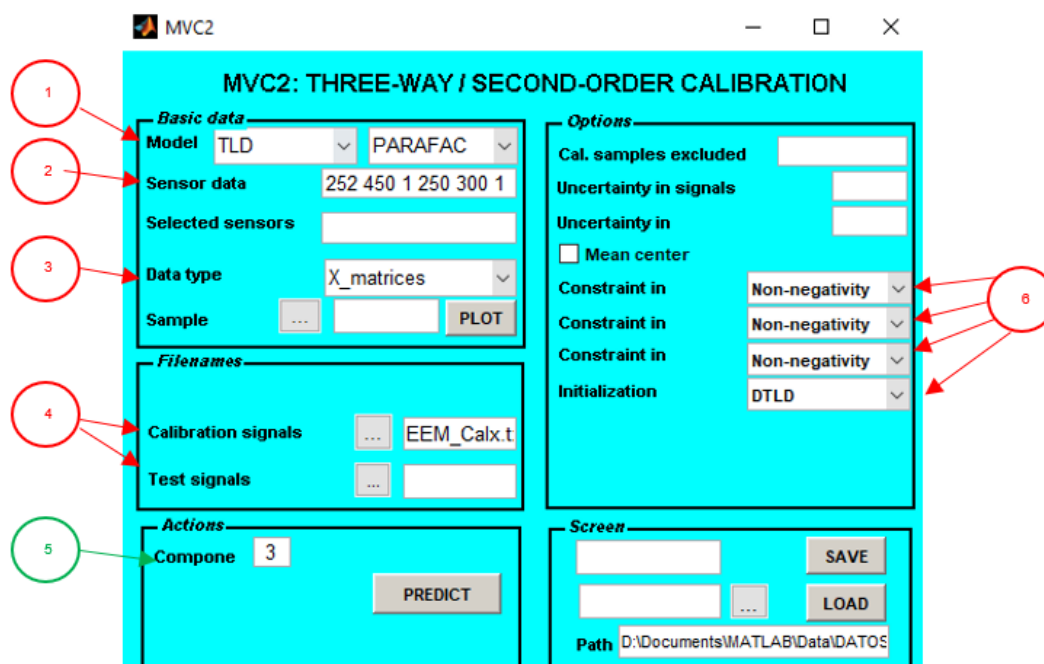 MVC2
MVC2: THREE-WAY / SECOND-ORDER CALIBRATION
1
2
3
4
5
6
Basic data
Model TLD PARAFAC
Sensor data 252 450 1 250 300 1
Selected sensors
Data type X_matrices
Sample ... PLOT
Filenames
Calibration signals ... EEM_Calx.t
Test signals ...
Actions
Compone 3
PREDICT
Options
Cal. samples excluded
Uncertainty in signals
Uncertainty in
Mean center
Constraint in Non-negativity
Constraint in Non-negativity
Constraint in Non-negativity
Initialization DTLD
Screen
SAVE
... LOAD
Path D:\Documents\MATLAB\Data\DATOS